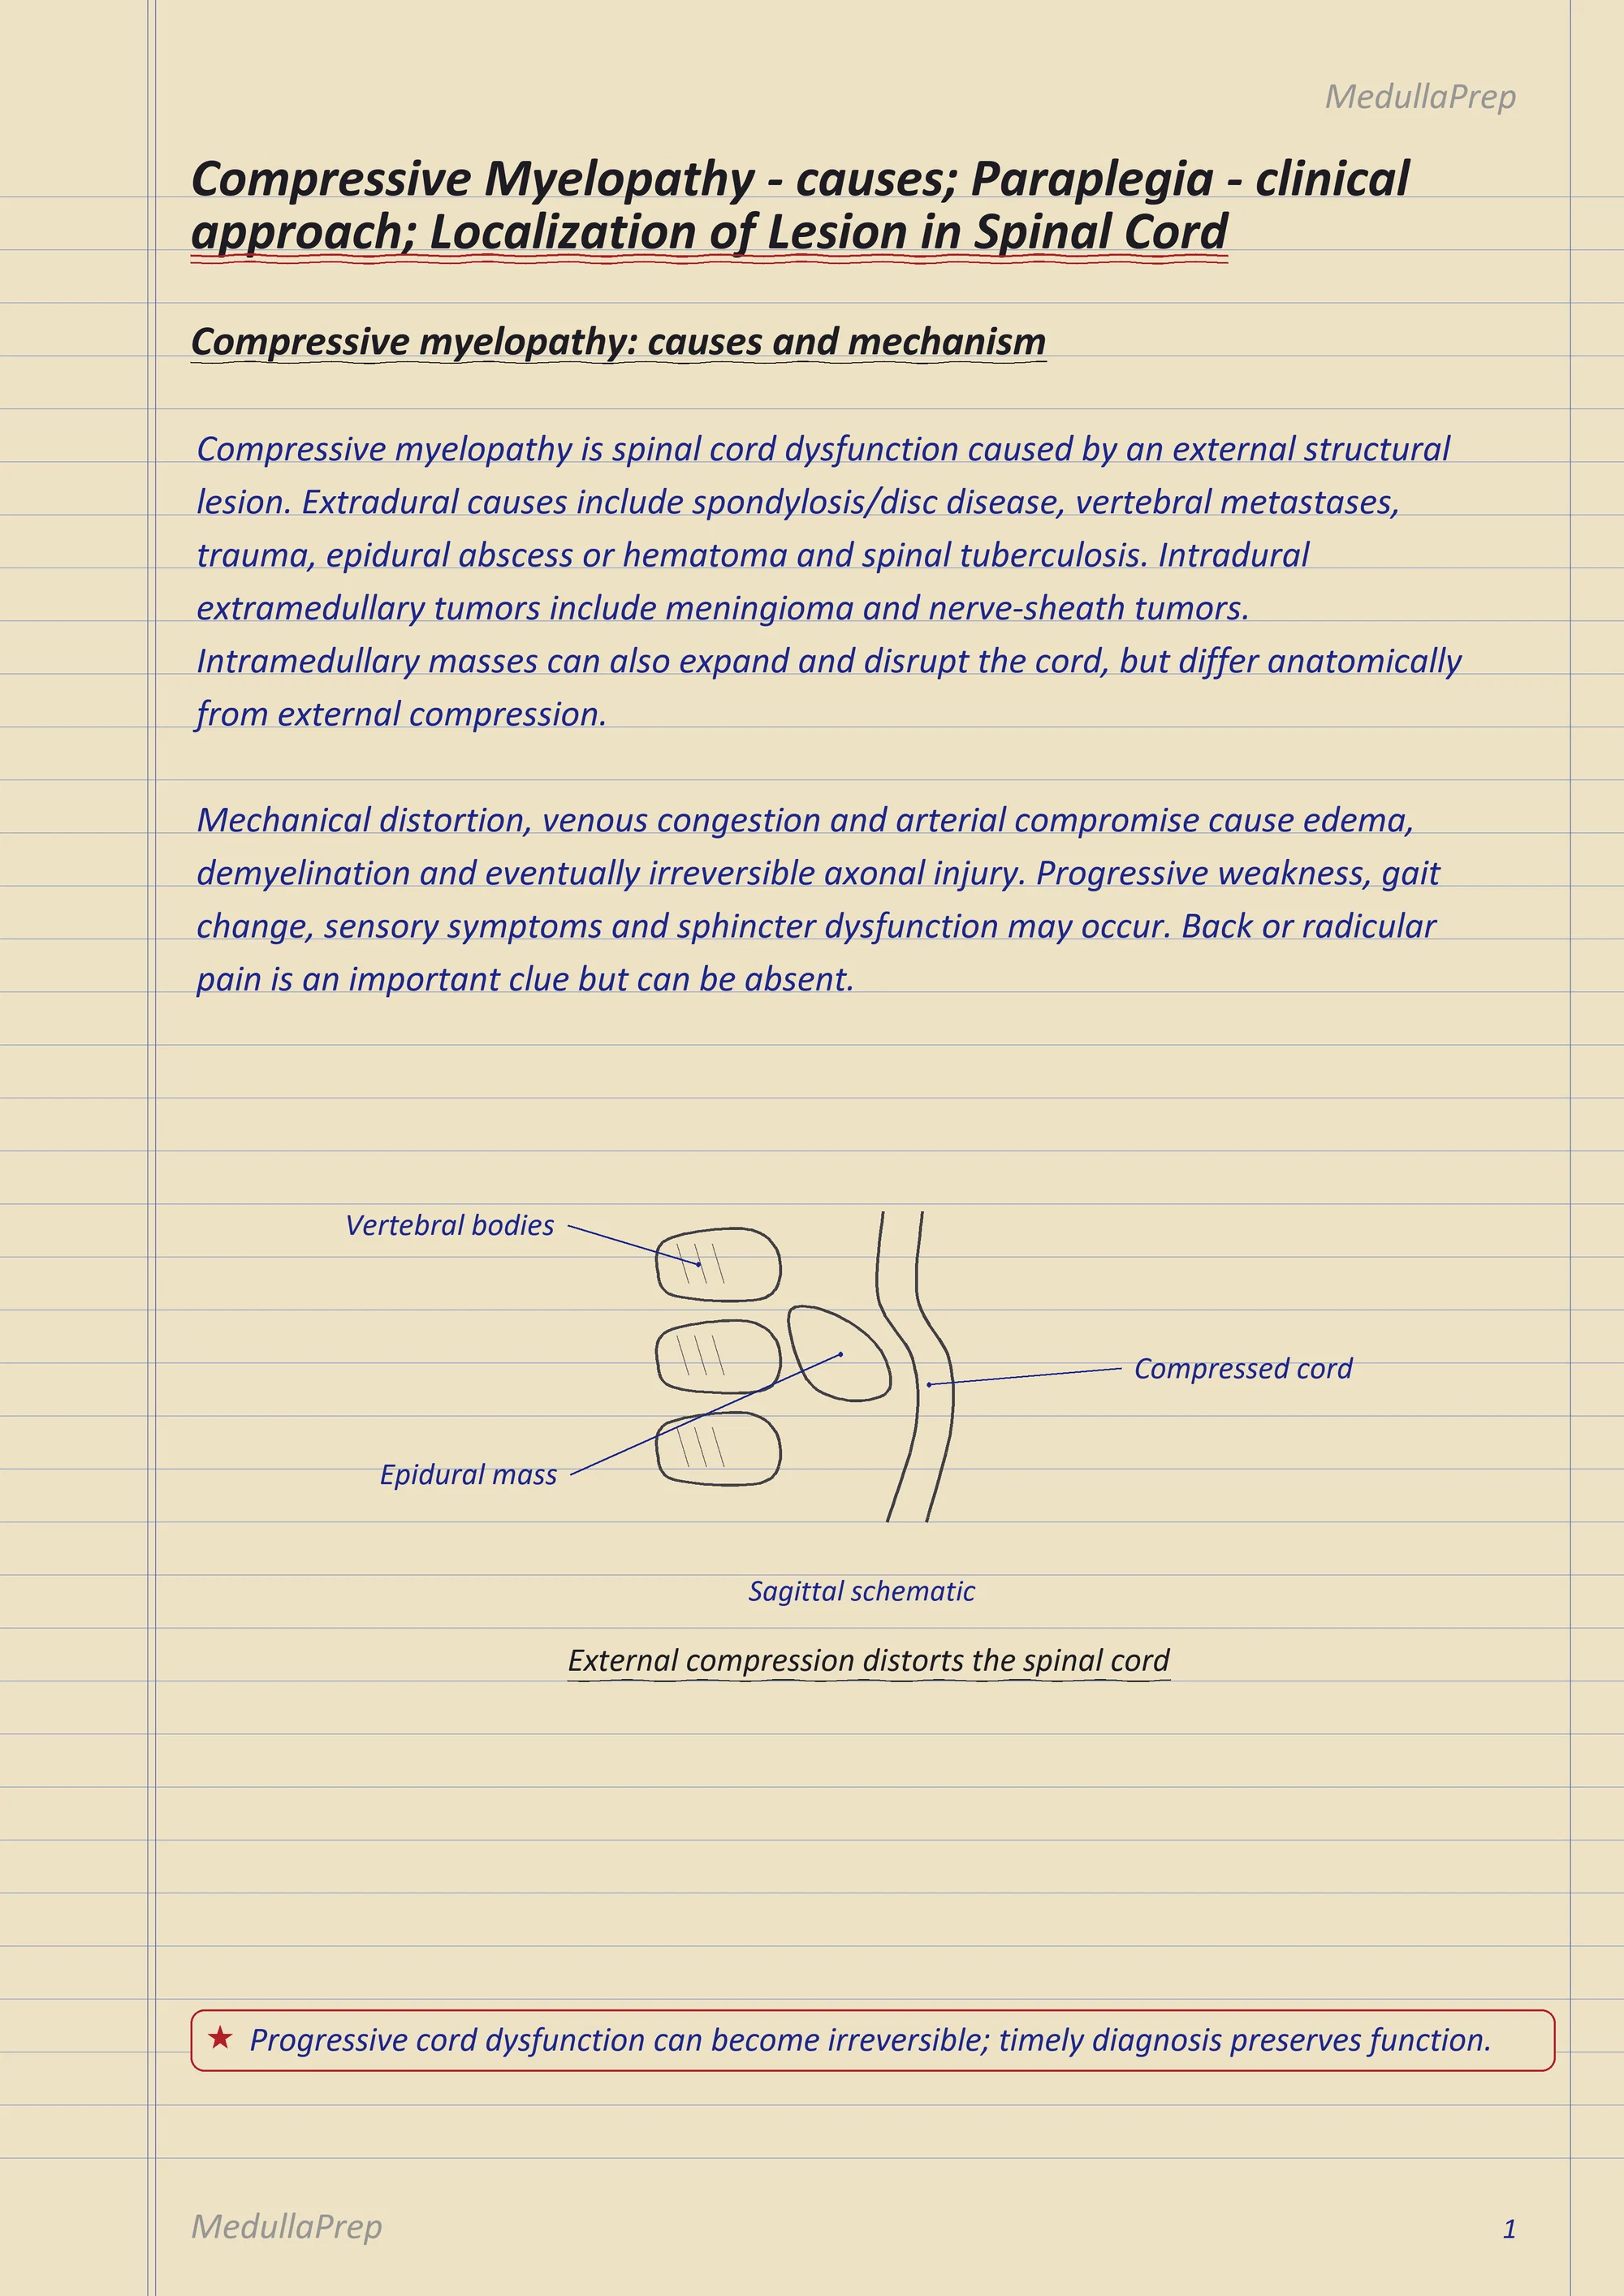 MedullaPrep
Compressive Myelopathy - causes; Paraplegia - clinical
approach; Localization of Lesion in Spinal Cord
Compressive myelopathy: causes and mechanism
Compressive myelopathy is spinal cord dysfunction caused by an external structural
lesion. Extradural causes include spondylosis/disc disease, vertebral metastases,
trauma, epidural abscess or hematoma and spinal tuberculosis. Intradural
extramedullary tumors include meningioma and nerve-sheath tumors.
Intramedullary masses can also expand and disrupt the cord, but differ anatomically
from external compression.
Mechanical distortion, venous congestion and arterial compromise cause edema,
demyelination and eventually irreversible axonal injury. Progressive weakness, gait
change, sensory symptoms and sphincter dysfunction may occur. Back or radicular
pain is an important clue but can be absent.
Vertebral bodies
Compressed cord
Epidural mass
Sagittal schematic
External compression distorts the spinal cord
★ Progressive cord dysfunction can become irreversible; timely diagnosis preserves function.
MedullaPrep
1